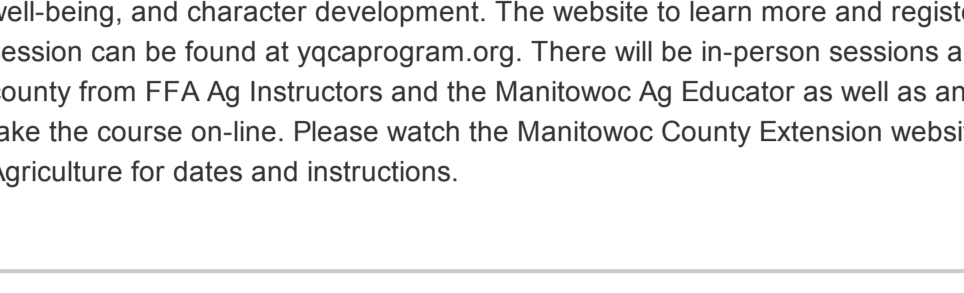 well-being, and character development. The website to learn more and registe
session can be found at yqcaprogram.org. There will be in-person sessions a
county from FFA Ag Instructors and the Manitowoc Ag Educator as well as an
take the course on-line. Please watch the Manitowoc County Extension websi
Agriculture for dates and instructions.